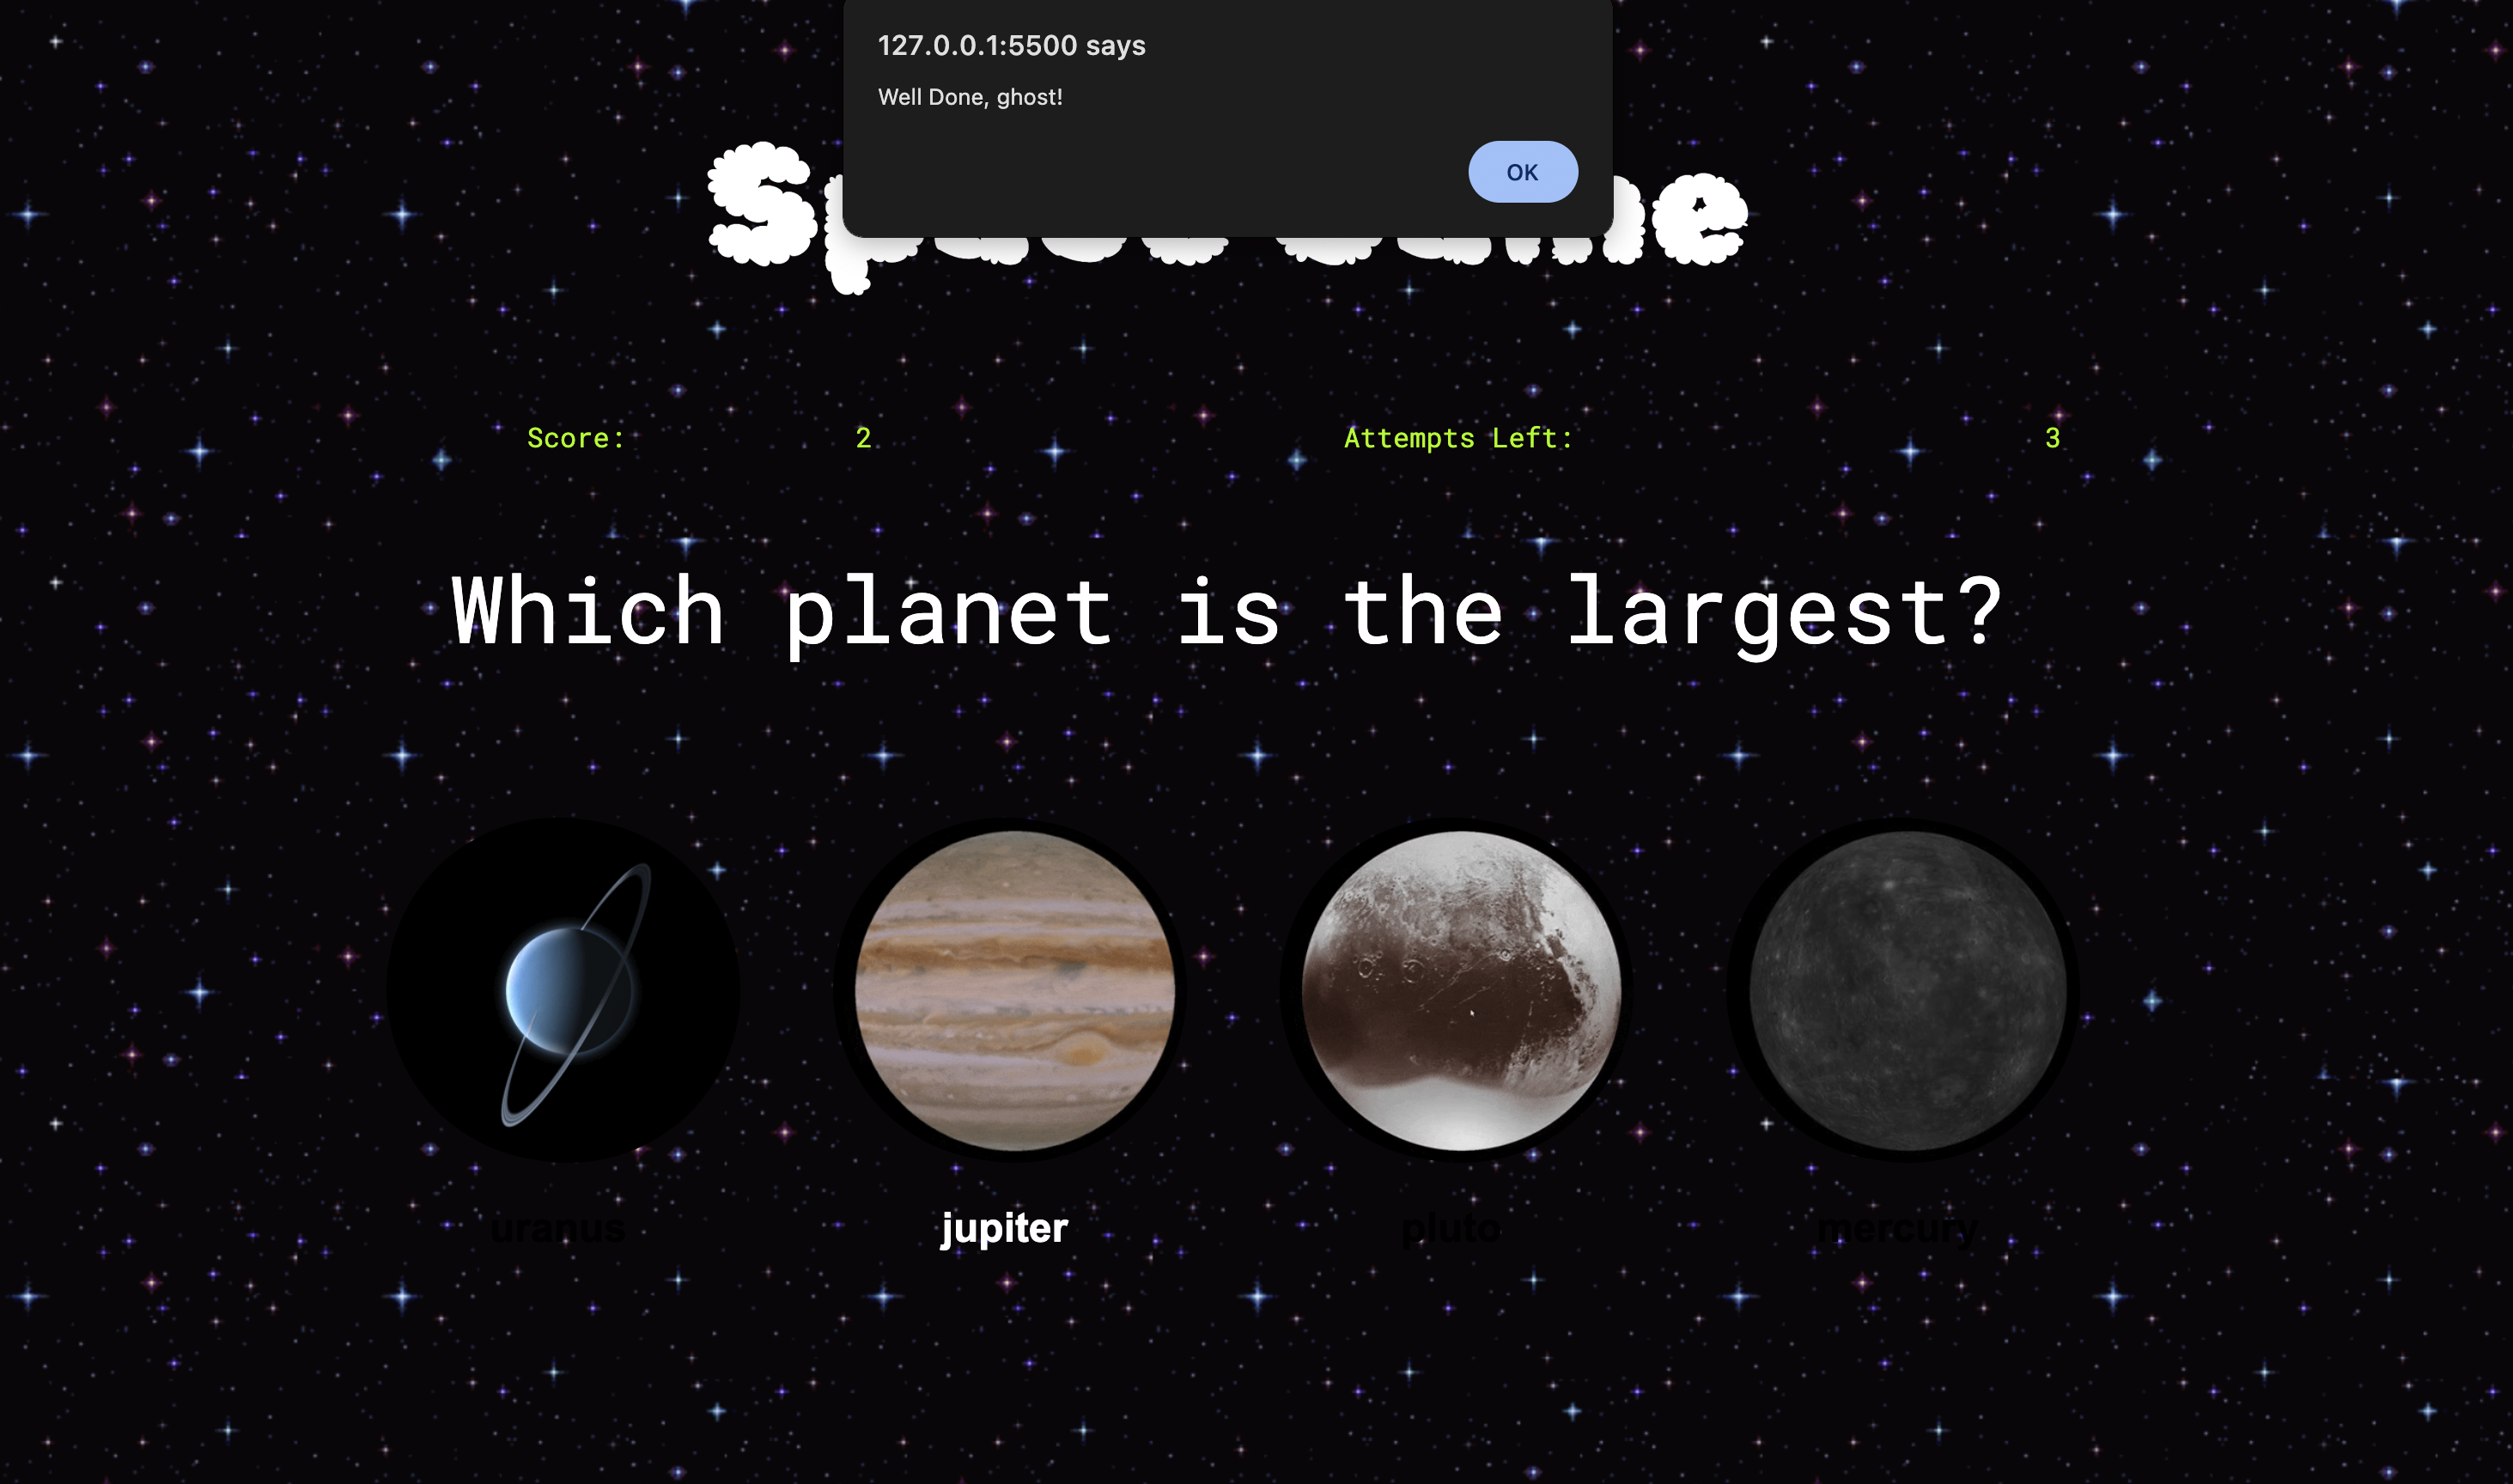 127.0.0.1:5500 says
Well Done, ghost!
OK
Score: 2 Attempts Left: 3
Which planet is the largest?
uranus jupiter pluto mercury